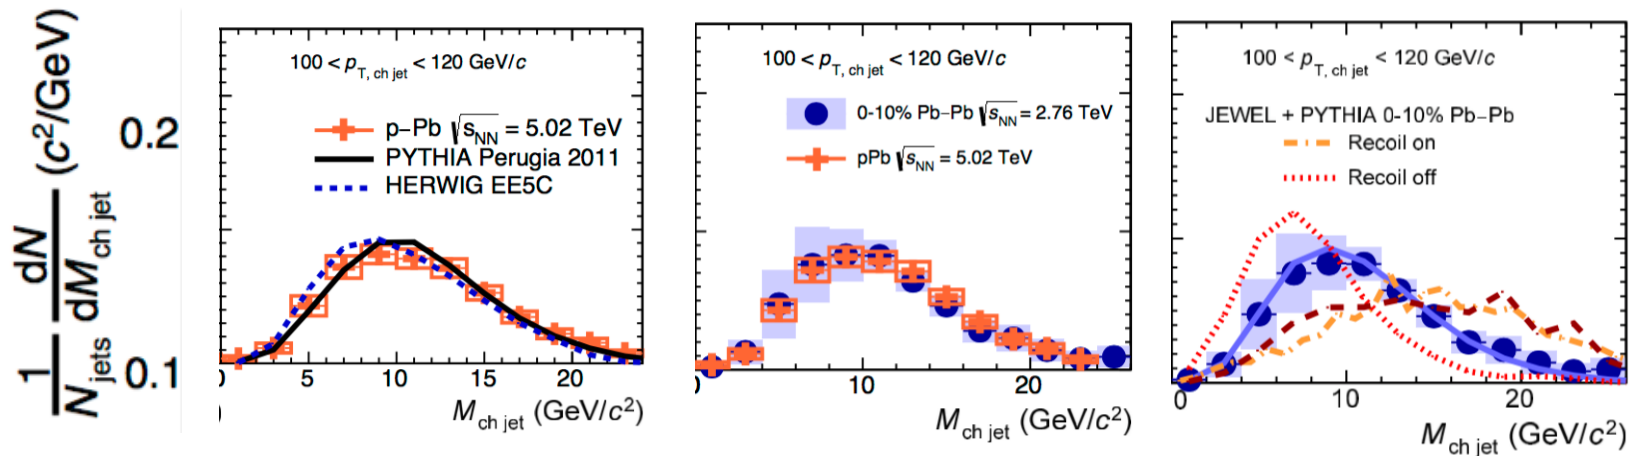 1/N_jets dN/dM_ch jet (c²/GeV)
0.2
0.1
100 < p_T, ch jet < 120 GeV/c
p–Pb √s_NN = 5.02 TeV
PYTHIA Perugia 2011
HERWIG EE5C
0 5 10 15 20
0
M_ch jet (GeV/c²)
100 < p_T, ch jet < 120 GeV/c
0-10% Pb–Pb √s_NN = 2.76 TeV
pPb √s_NN = 5.02 TeV
0 10 20
M_ch jet (GeV/c²)
100 < p_T, ch jet < 120 GeV/c
JEWEL + PYTHIA 0-10% Pb–Pb
Recoil on
Recoil off
0 10 20
M_ch jet (GeV/c²)